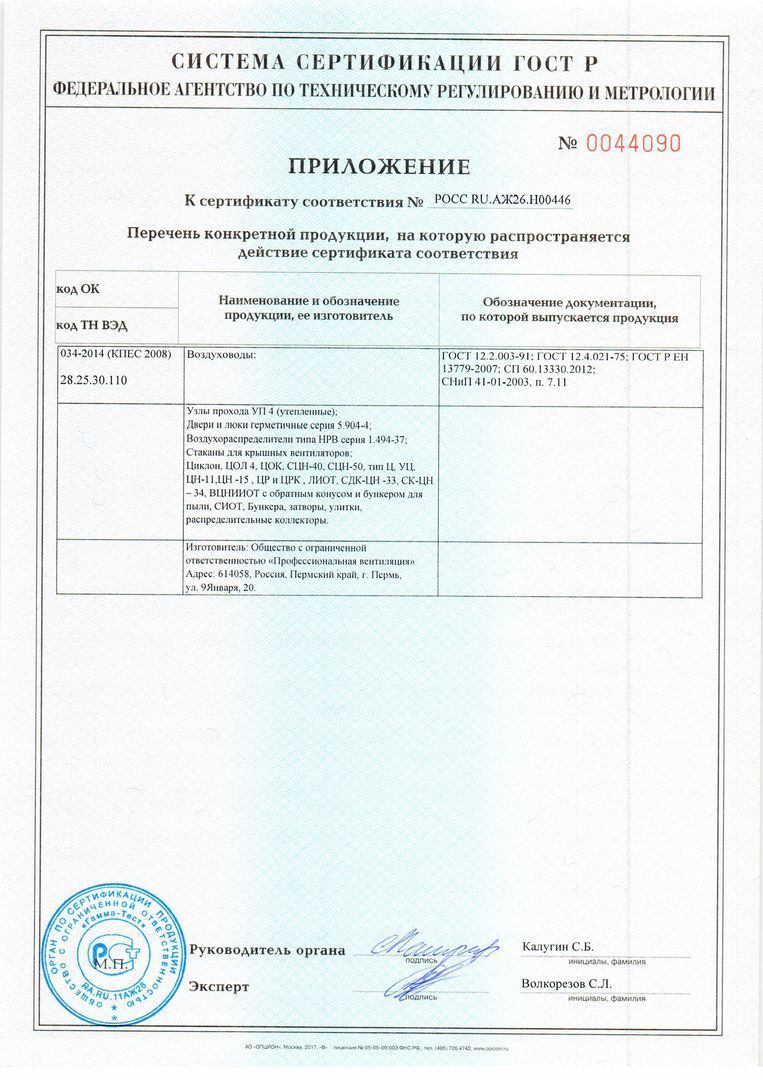 СИСТЕМА СЕРТИФИКАЦИИ ГОСТ Р
ФЕДЕРАЛЬНОЕ АГЕНТСТВО ПО ТЕХНИЧЕСКОМУ РЕГУЛИРОВАНИЮ И МЕТРОЛОГИИ
№ 0044090
ПРИЛОЖЕНИЕ
К сертификату соответствия № РОСС RU.АЖ26.Н00446
Перечень конкретной продукции, на которую распространяется
действие сертификата соответствия
код ОК
код ТН ВЭД
Наименование и обозначение
продукции, ее изготовитель
Обозначение документации,
по которой выпускается продукция
034-2014 (КПЕС 2008)
28.25.30.110
Воздуховоды:
ГОСТ 12.2.003-91; ГОСТ 12.4.021-75; ГОСТ Р ЕН
13779-2007; СП 60.13330.2012;
СНиП 41-01-2003, п. 7.11
Узлы прохода УП 4 (утепленные);
Двери и люки герметичные серия 5.904-4;
Воздухораспределители типа НРВ серия 1.494-37;
Стаканы для крышных вентиляторов;
Циклон, ЦОЛ 4, ЦОК, СЦН-40, СЦН-50, тип Ц, УЦ,
ЦН-11,ЦН -15 , ЦР и ЦРК , ЛИОТ, СДК-ЦН -33, СК-ЦН
– 34, ВЦНИИОТ с обратным конусом и бункером для
пыли, СИОТ, Бункера, затворы, улитки,
распределительные коллекторы.
Изготовитель: Общество с ограниченной
ответственностью «Профессиональная вентиляция»
Адрес: 614058, Россия, Пермский край, г. Пермь,
ул. 9Января, 20.
ОРГАН ПО СЕРТИФИКАЦИИ ПРОДУКЦИИ
ОБЩЕСТВО С ОГРАНИЧЕННОЙ ОТВЕТСТВЕННОСТЬЮ
«Гамма-Тест»
М.П.
RA.RU.11АЖ26
Руководитель органа
подпись
Калугин С.Б.
инициалы, фамилия
Эксперт
подпись
Волкорезов С.Л.
инициалы, фамилия
АО «ОПЦИОН», Москва, 2017, «В» лицензия № 05-05-09/003 ФНС РФ, тел. (495) 726 4742, www.opcion.ru